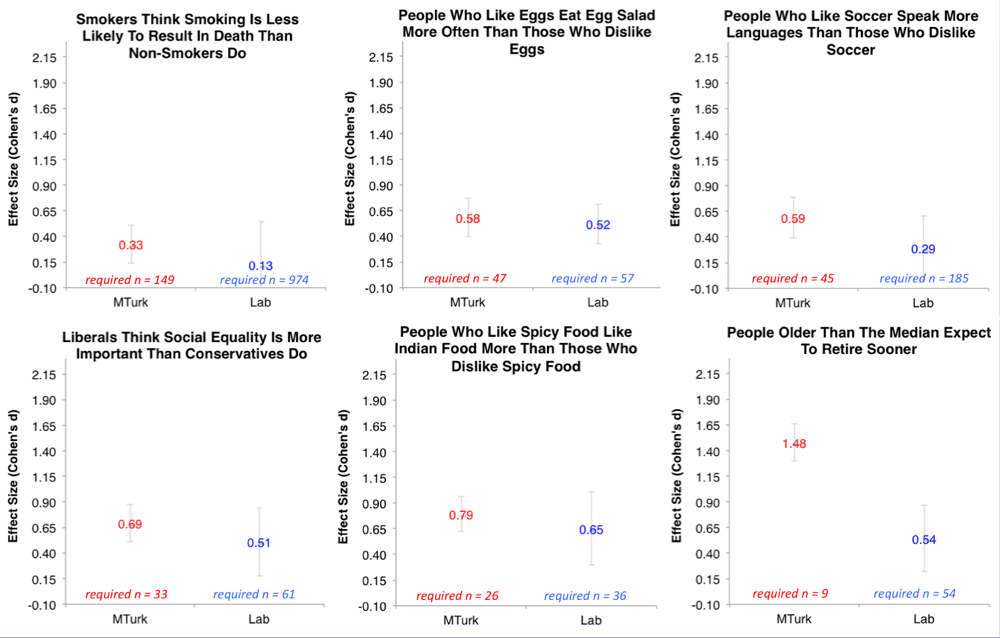 Smokers Think Smoking Is Less
Likely To Result In Death Than
Non-Smokers Do
Effect Size (Cohen's d)
2.15
1.90
1.65
1.40
1.15
0.90
0.65
0.40
0.15
-0.10
0.33
0.13
required n = 149
required n = 974
MTurk
Lab
People Who Like Eggs Eat Egg Salad
More Often Than Those Who Dislike
Eggs
Effect Size (Cohen's d)
2.15
1.90
1.65
1.40
1.15
0.90
0.65
0.40
0.15
-0.10
0.58
0.52
required n = 47
required n = 57
MTurk
Lab
People Who Like Soccer Speak More
Languages Than Those Who Dislike
Soccer
Effect Size (Cohen's d)
2.15
1.90
1.65
1.40
1.15
0.90
0.65
0.40
0.15
-0.10
0.59
0.29
required n = 45
required n = 185
MTurk
Lab
Liberals Think Social Equality Is More
Important Than Conservatives Do
Effect Size (Cohen's d)
2.15
1.90
1.65
1.40
1.15
0.90
0.65
0.40
0.15
-0.10
0.69
0.51
required n = 33
required n = 61
MTurk
Lab
People Who Like Spicy Food Like
Indian Food More Than Those Who
Dislike Spicy Food
Effect Size (Cohen's d)
2.15
1.90
1.65
1.40
1.15
0.90
0.65
0.40
0.15
-0.10
0.79
0.65
required n = 26
required n = 36
MTurk
Lab
People Older Than The Median Expect
To Retire Sooner
Effect Size (Cohen's d)
2.15
1.90
1.65
1.40
1.15
0.90
0.65
0.40
0.15
-0.10
1.48
0.54
required n = 9
required n = 54
MTurk
Lab